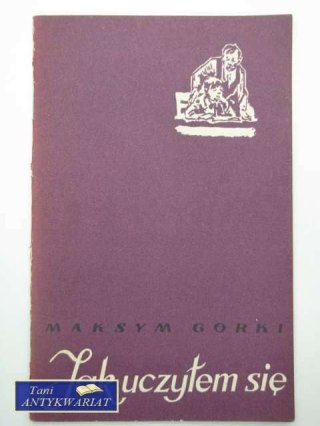 MAKSYM GORKI
Jak uczyłem się
Tani
ANTYKWARIAT